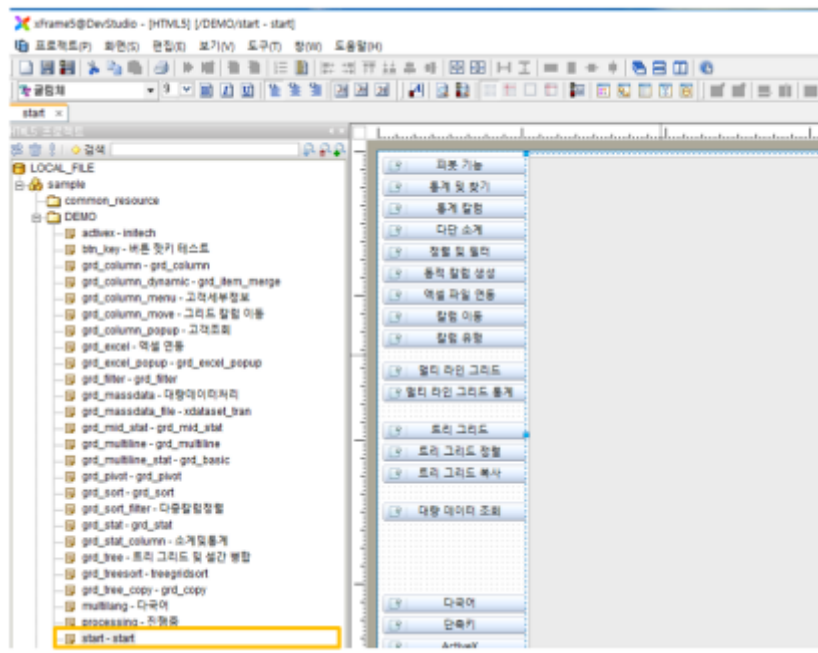 xframe5@DevStudio - [HTML5] [/DEMO/start - start]
프로젝트(P) 화면(S) 편집(E) 보기(V) 도구(T) 창(W) 도움말(H)
굴림체 9
start
HTML5 프로젝트
검색
LOCAL_FILE
sample
common_resource
DEMO
activex - initech
btn_key - 버튼 핫키 테스트
grd_column - grd_column
grd_column_dynamic - grd_item_merge
grd_column_menu - 고객세부정보
grd_column_move - 그리드 칼럼 이동
grd_column_popup - 고객조회
grd_excel - 엑셀 연동
grd_excel_popup - grd_excel_popup
grd_filter - grd_filter
grd_massdata - 대량데이터처리
grd_massdata_file - xdataset_tran
grd_mid_stat - grd_mid_stat
grd_multiline - grd_multiline
grd_multiline_stat - grd_basic
grd_pivot - grd_pivot
grd_sort - grd_sort
grd_sort_filter - 다중칼럼정렬
grd_stat - grd_stat
grd_stat_column - 소계및통계
grd_tree - 트리 그리드 및 셀간 병합
grd_treesort - treegridsort
grd_tree_copy - grd_copy
multilang - 다국어
processing - 진행중
start - start
피봇 기능
통계 및 찾기
통계 칼럼
다단 소계
정렬 및 필터
동적 칼럼 생성
엑셀 파일 연동
칼럼 이동
칼럼 유형
멀티 라인 그리드
멀티 라인 그리드 통계
트리 그리드
트리 그리드 정렬
트리 그리드 복사
대량 데이터 조회
다국어
단축키
ActiveX